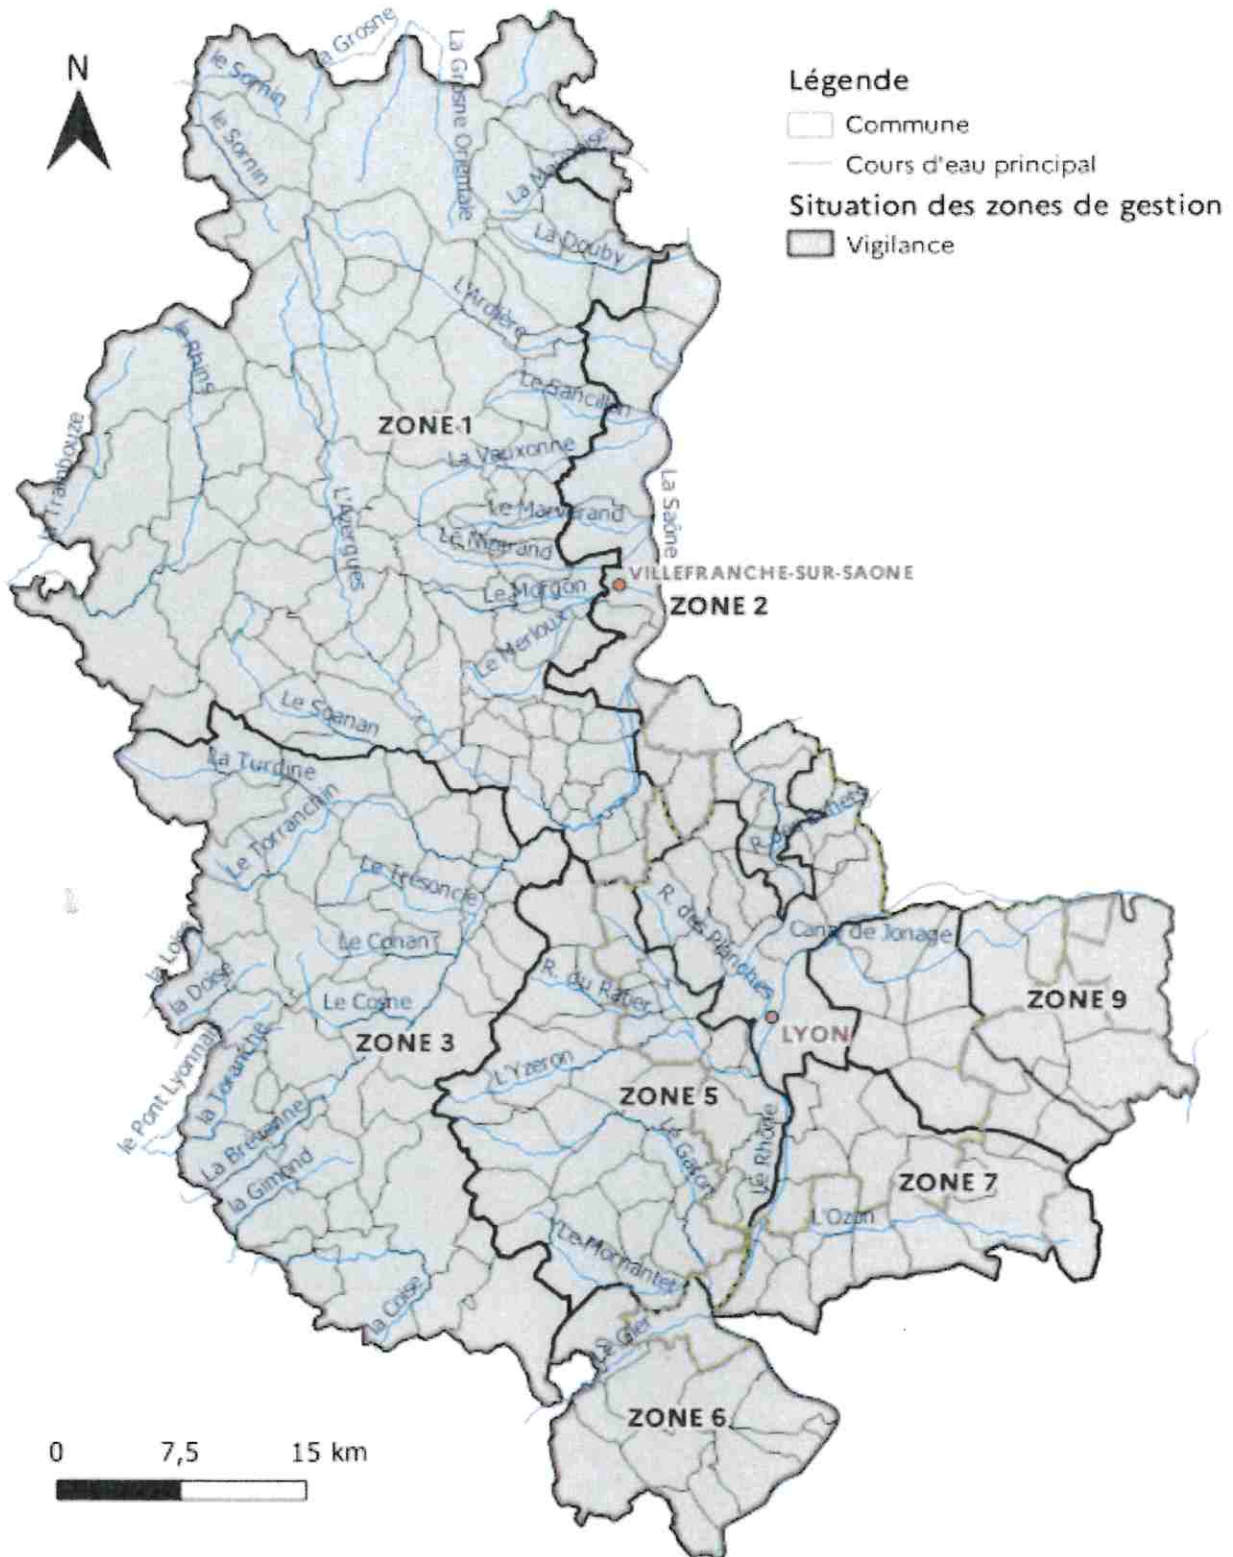 N
Légende
Commune
Cours d'eau principal
Situation des zones de gestion
Vigilance
la Grosne
le Sornin
La Grosne Orientale
le Sornin
La Douby
L'Ardière
le Rhins
Le Sancillon
ZONE 1
La Vauxonne
La Saône
L'Azergues
Le Marverand
Le Nizerand
VILLEFRANCHE-SUR-SAONE
Le Morgon
ZONE 2
Le Merloux
Le Soanan
La Turdine
Le Torranchin
Le Trésoncle
R. des Planches
Canal de Jonage
la Loise
Le Conan
la Doise
R. du Ratier
Le Cosne
ZONE 9
LYON
ZONE 3
le Pont Lyonnais
la Toranche
L'Yzeron
ZONE 5
La Brévenne
Le Garon
Le Rhône
la Gimond
ZONE 7
L'Ozon
Le Mornantet
la Coise
Le Gier
ZONE 6
0 7,5 15 km